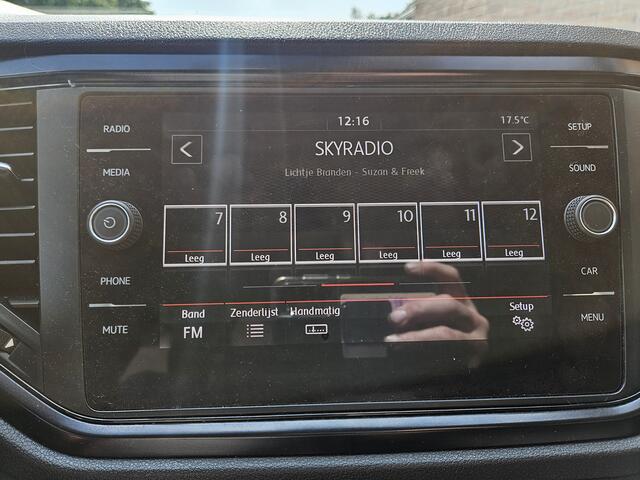 12:16
17.5°C
RADIO
SETUP
< SKYRADIO >
MEDIA
SOUND
Lichtje Branden - Suzan & Freek
7 8 9 10 11 12
Leeg Leeg Leeg Leeg Leeg Leeg
PHONE
CAR
Band Zenderlijst Handmatig Setup
FM
MUTE
MENU